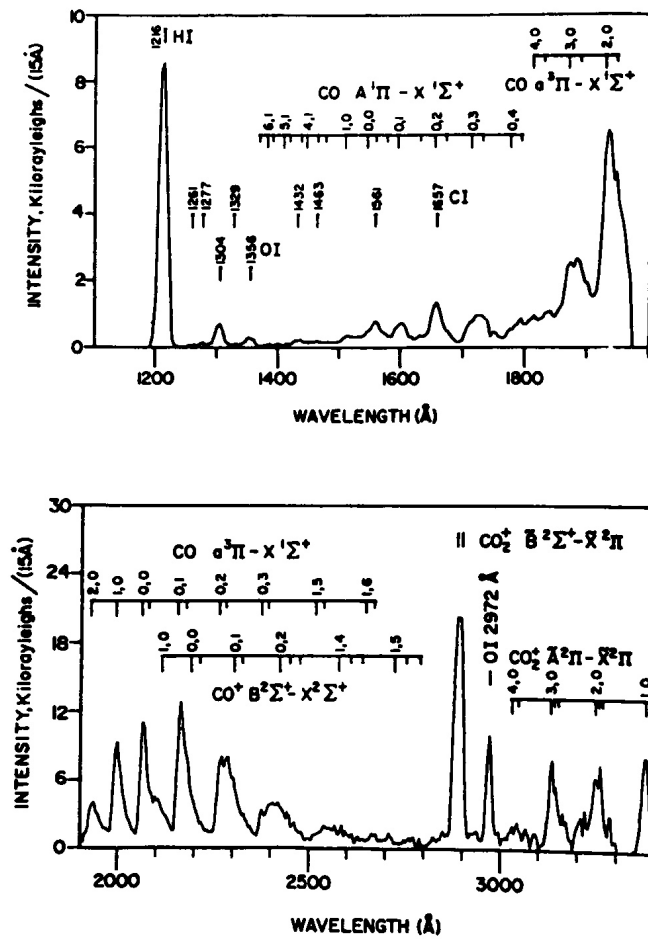 INTENSITY, Kilorayleighs/(15Å)
10
8
6
4
2
0
1216 HI
CO A¹Π – X¹Σ⁺
6,1 5,1 4,1 1,0 0,0 0,1 0,2 0,3 0,4
4,0 3,0 2,0
CO a³Π – X¹Σ⁺
1261 1277 1329 1432 1463 1561 1657 CI
1304 1356 OI
1200 1400 1600 1800
WAVELENGTH (Å)
INTENSITY, Kilorayleighs/(15Å)
30
24
18
12
6
0
CO a³Π – X¹Σ⁺
2,0 1,0 0,0 0,1 0,2 0,3 1,5 1,6
1,0 0,0 0,1 0,2 1,4 1,5
CO⁺ B²Σ⁺ – X²Σ⁺
CO₂⁺ B̃²Σ⁺ – X̃²Π
OI 2972 Å
CO₂⁺ Ã²Π – X̃²Π
4,0 3,0 2,0 1,0
2000 2500 3000
WAVELENGTH (Å)